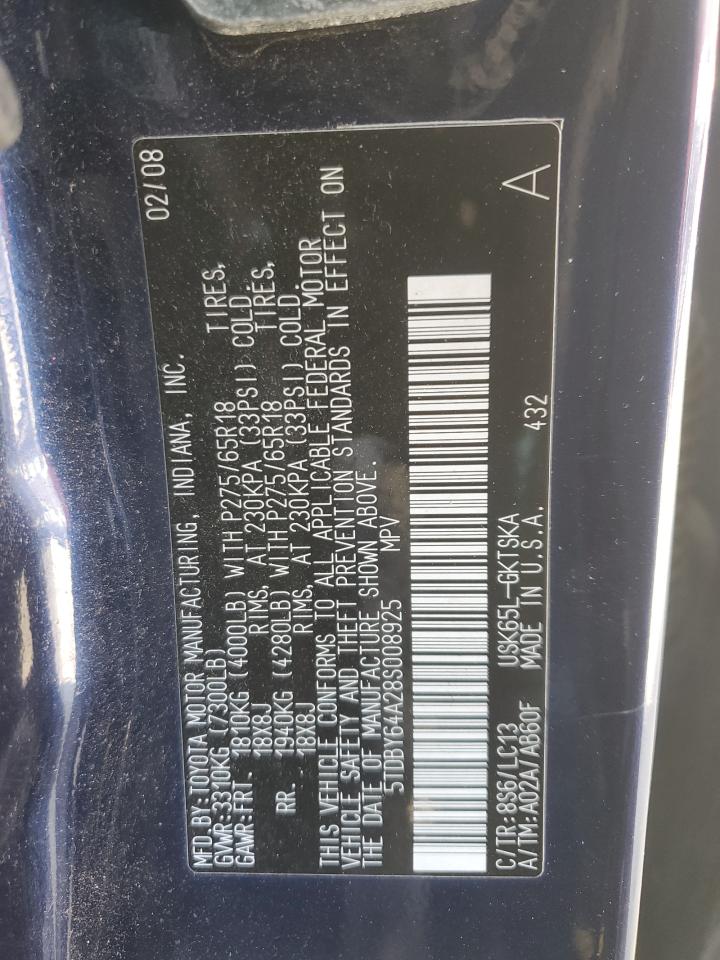 MFD.BY:TOYOTA MOTOR MANUFACTURING, INDIANA, INC. 02/08
GVWR:3310KG (7300LB)
GAWR:FRT. 1810KG (4000LB) WITH P275/65R18 TIRES,
18X8J RIMS, AT 230KPA (33PSI) COLD.
RR. 1940KG (4280LB) WITH P275/65R18 TIRES,
18X8J RIMS, AT 230KPA (33PSI) COLD.
THIS VEHICLE CONFORMS TO ALL APPLICABLE FEDERAL MOTOR
VEHICLE SAFETY AND THEFT PREVENTION STANDARDS IN EFFECT ON
THE DATE OF MANUFACTURE SHOWN ABOVE.
5TDBY64A28S008925 MPV
C/TR:8S6/LC13 USK65L-GKTSKA
A/TM:A02A/AB60F MADE IN U.S.A. 432 A